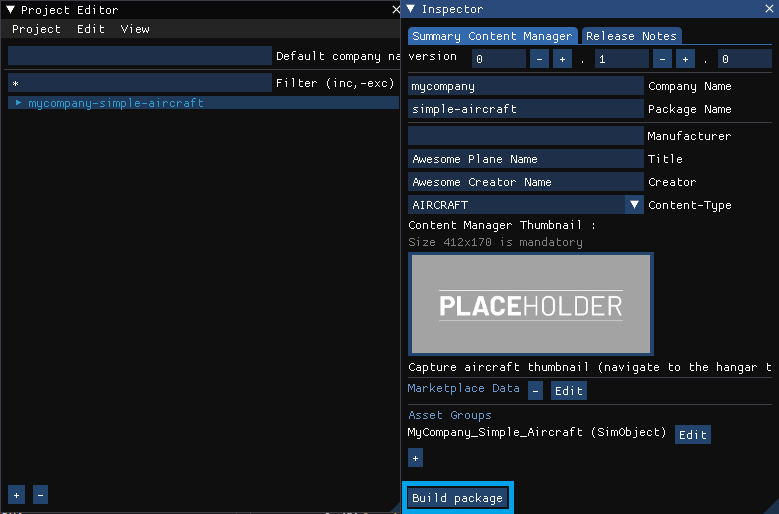 Project Editor
Project Edit View
Default company na
* Filter (inc,-exc)
mycompany-simple-aircraft
+ -
Inspector
Summary Content Manager Release Notes
version 0 - + . 1 - + . 0
mycompany Company Name
simple-aircraft Package Name
Manufacturer
Awesome Plane Name Title
Awesome Creator Name Creator
AIRCRAFT Content-Type
Content Manager Thumbnail :
Size 412x170 is mandatory
PLACEHOLDER
Capture aircraft thumbnail (navigate to the hangar t
Marketplace Data - Edit
Asset Groups
MyCompany_Simple_Aircraft (SimObject) Edit
+
Build package